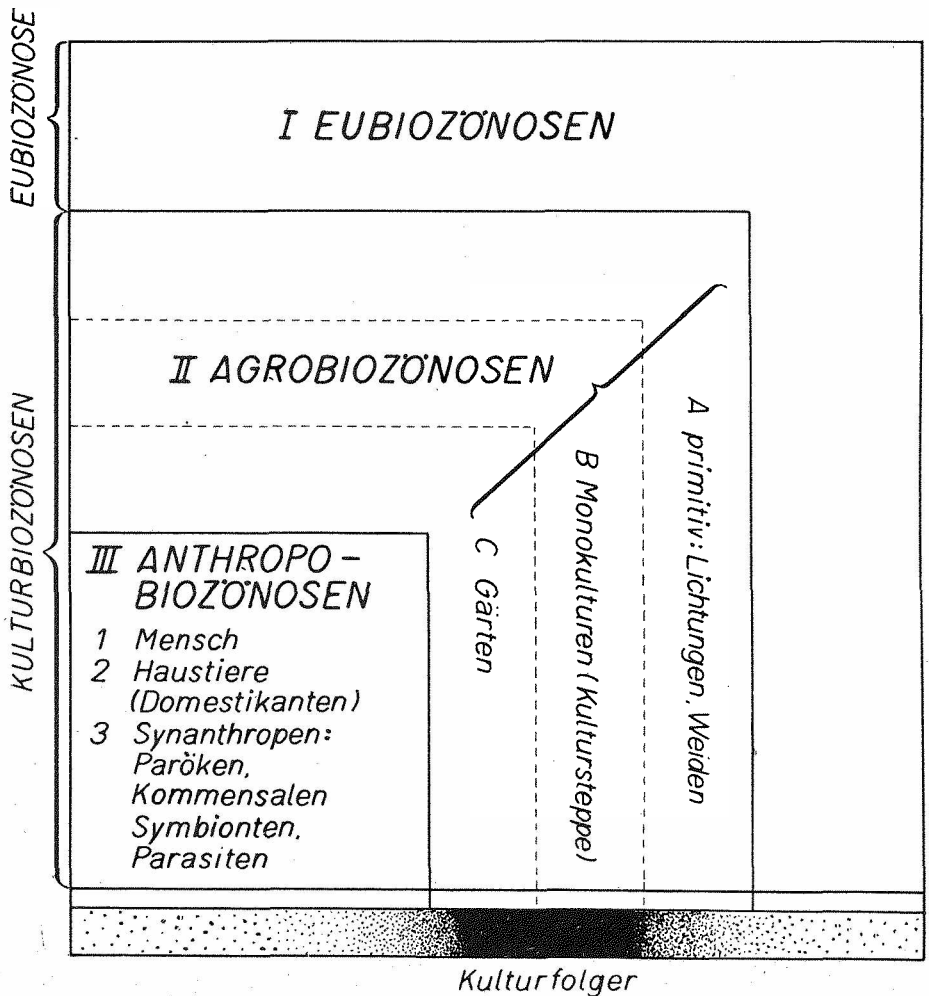 EUBIOZÖNOSE
I EUBIOZÖNOSEN
KULTURBIOZÖNOSEN
II AGROBIOZÖNOSEN
A primitiv: Lichtungen, Weiden
B Monokulturen (Kultursteppe)
C Gärten
III ANTHROPO-
BIOZÖNOSEN
1 Mensch
2 Haustiere
(Domestikanten)
3 Synanthropen:
Paröken,
Kommensalen
Symbionten,
Parasiten
Kulturfolger